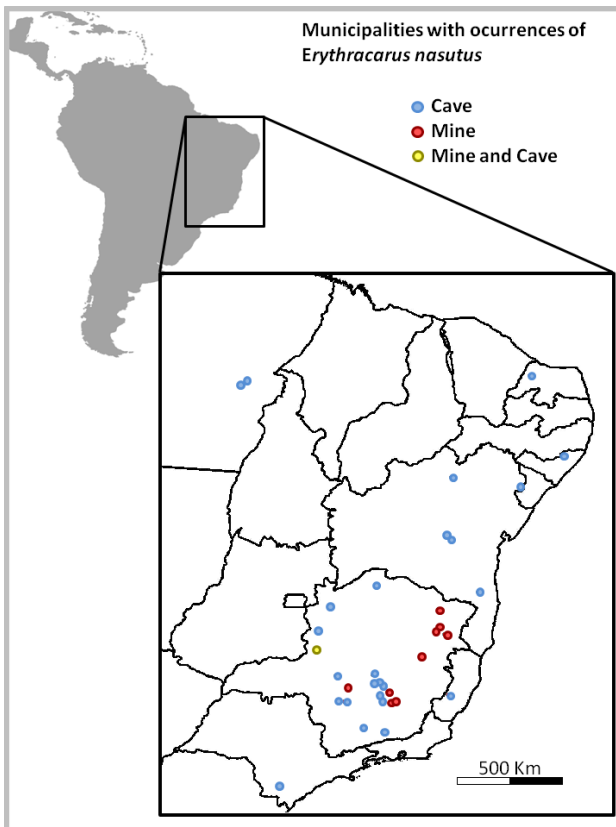 Municipalities with ocurrences of
Erythracarus nasutus
Cave
Mine
Mine and Cave
500 Km